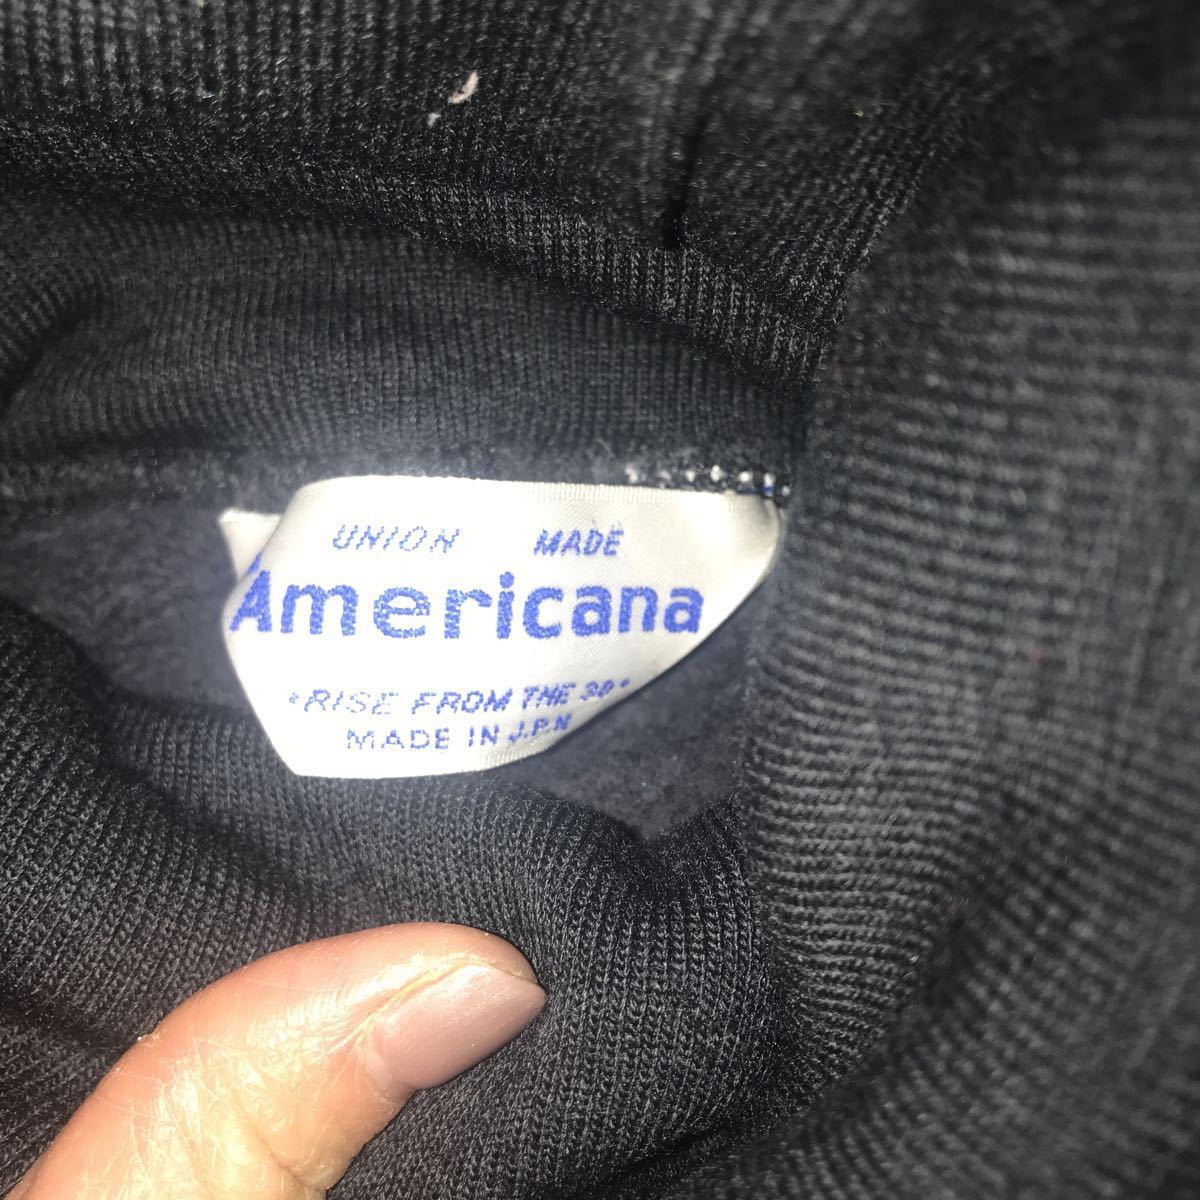 UNION MADE
Americana
"RISE FROM THE 30"
MADE IN J.P.N